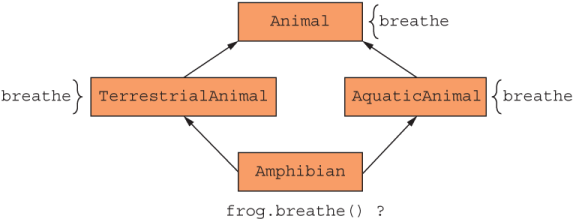 Animal
breathe
breathe
TerrestrialAnimal
AquaticAnimal
breathe
Amphibian
frog.breathe() ?